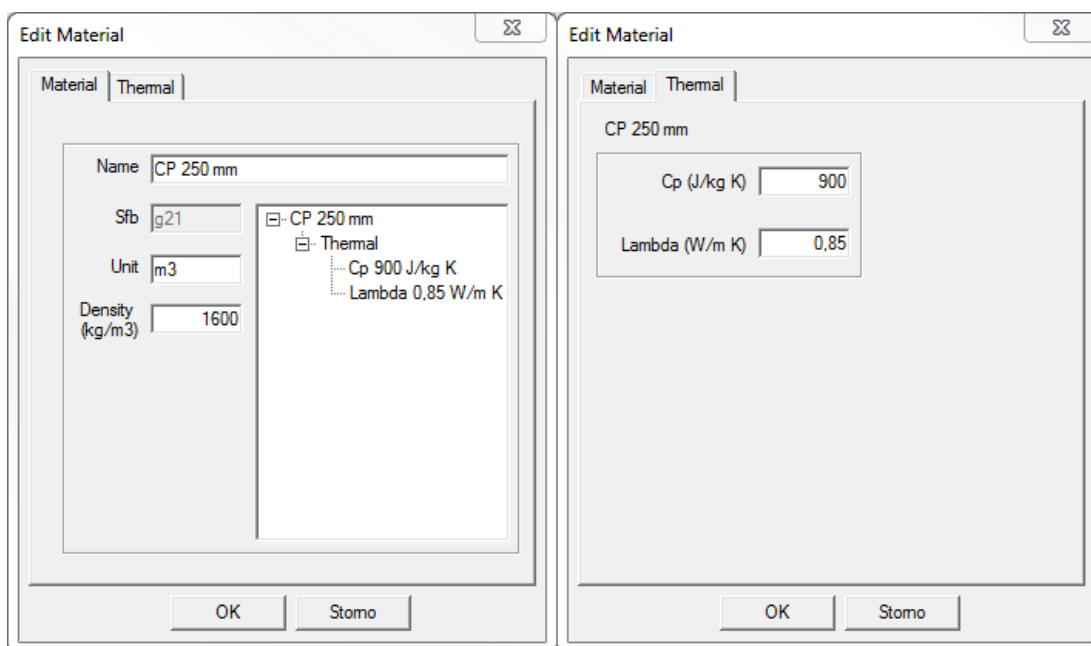 Edit Material
Material Thermal
Name CP 250 mm
Sfb g21
Unit m3
Density (kg/m3) 1600
CP 250 mm
Thermal
Cp 900 J/kg K
Lambda 0,85 W/m K
OK Storno
Edit Material
Material Thermal
CP 250 mm
Cp (J/kg K) 900
Lambda (W/m K) 0,85
OK Storno